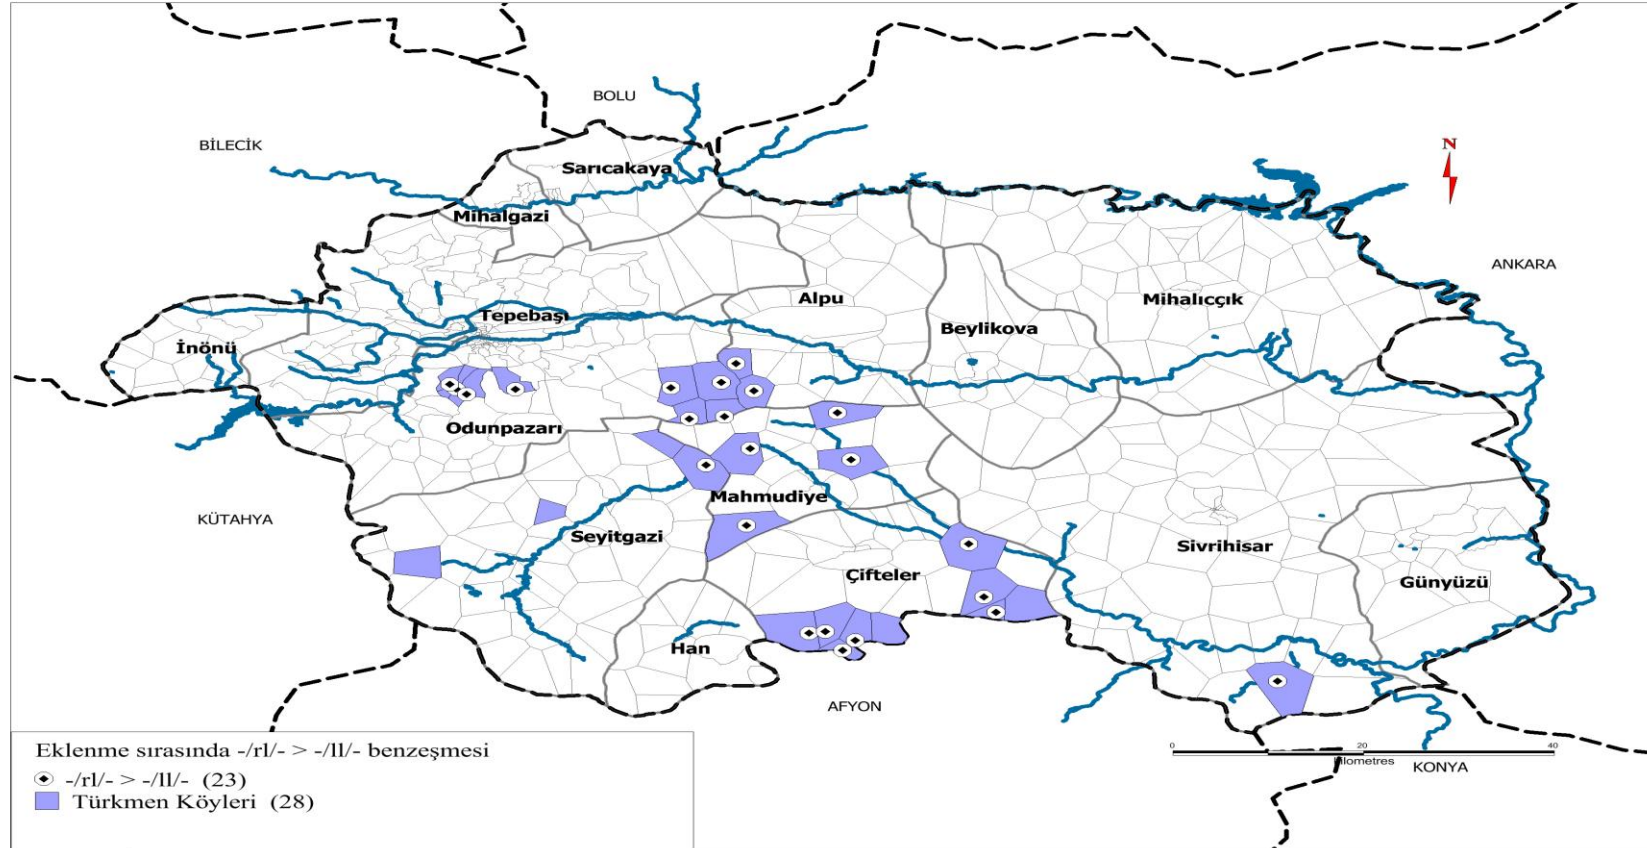 BOLU
BİLECİK
N
Sarıcakaya
Mihalgazi
ANKARA
Alpu
Mihalıcçık
Tepebaşı
Beylikova
İnönü
Odunpazarı
Mahmudiye
KÜTAHYA
Seyitgazi
Sivrihisar
Çifteler
Günyüzü
Han
AFYON
Eklenme sırasında -/rl/- > -/ll/- benzeşmesi
-/rl/- > -/ll/- (23)
Türkmen Köyleri (28)
0 20 40
kilometres
KONYA